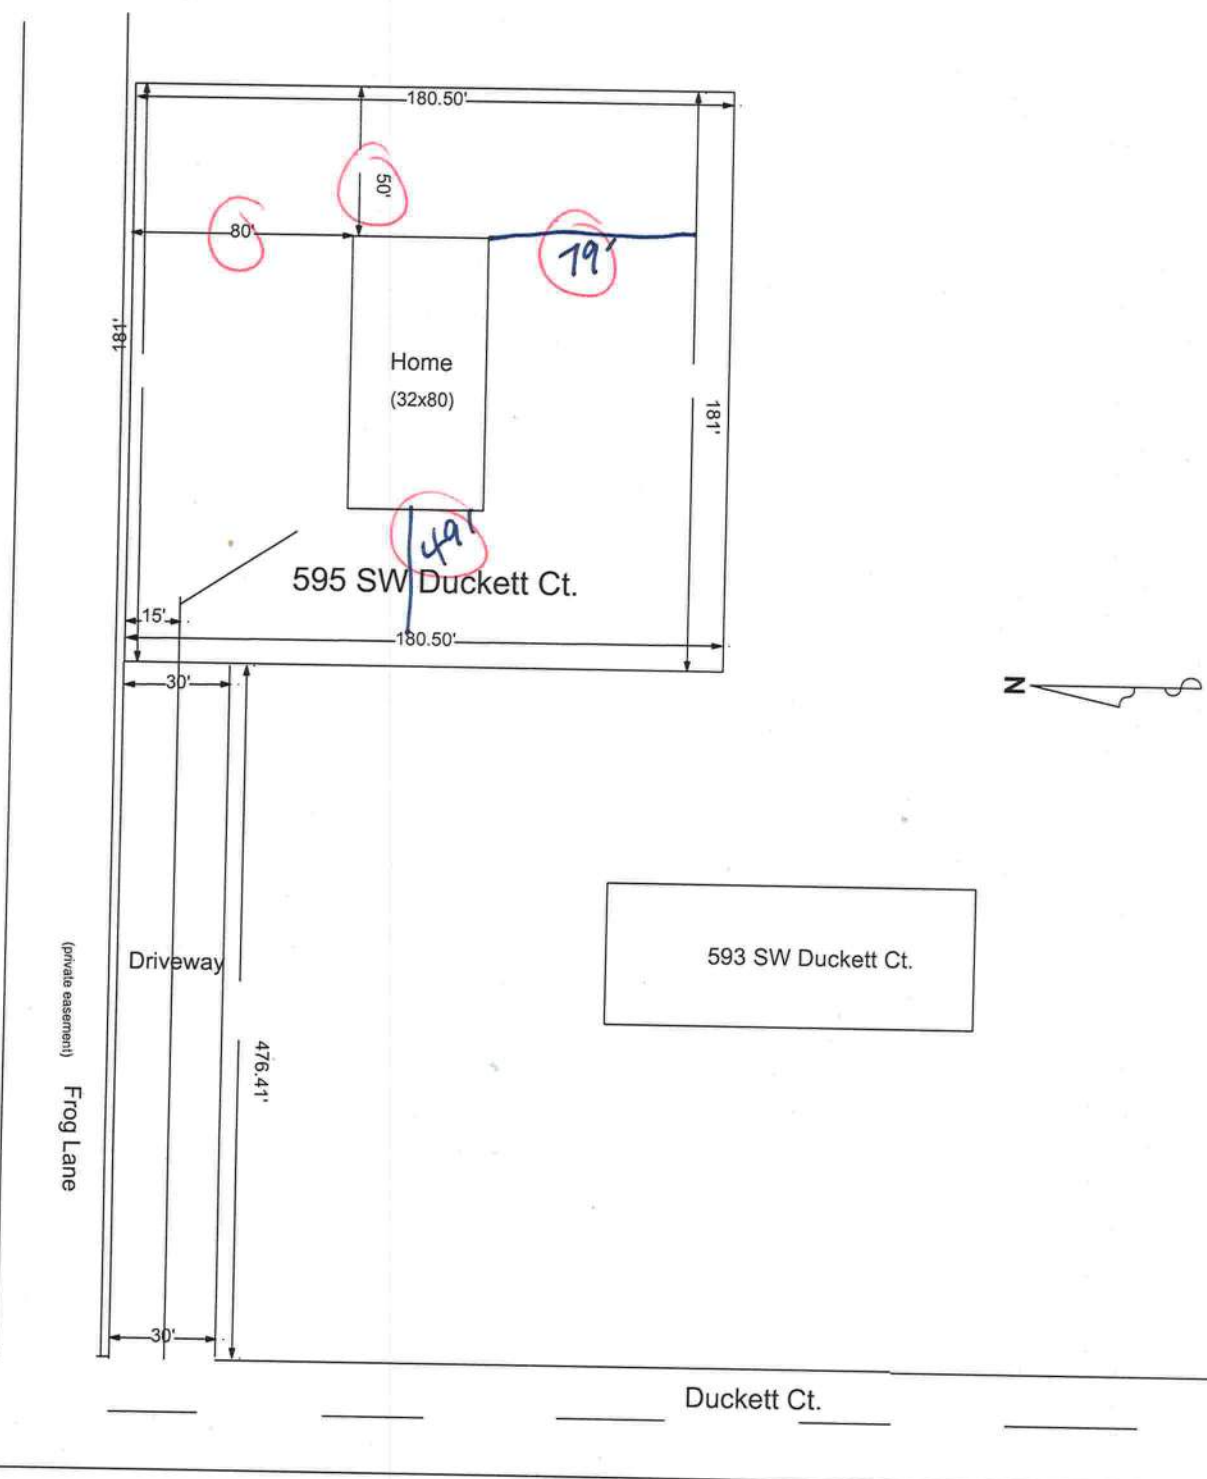 180.50'
50'
80'
79'
181'
Home
(32x80)
181'
49'
595 SW Duckett Ct.
15'
180.50'
30'
N
Driveway
593 SW Duckett Ct.
(private easement) Frog Lane
476.41'
30'
Duckett Ct.